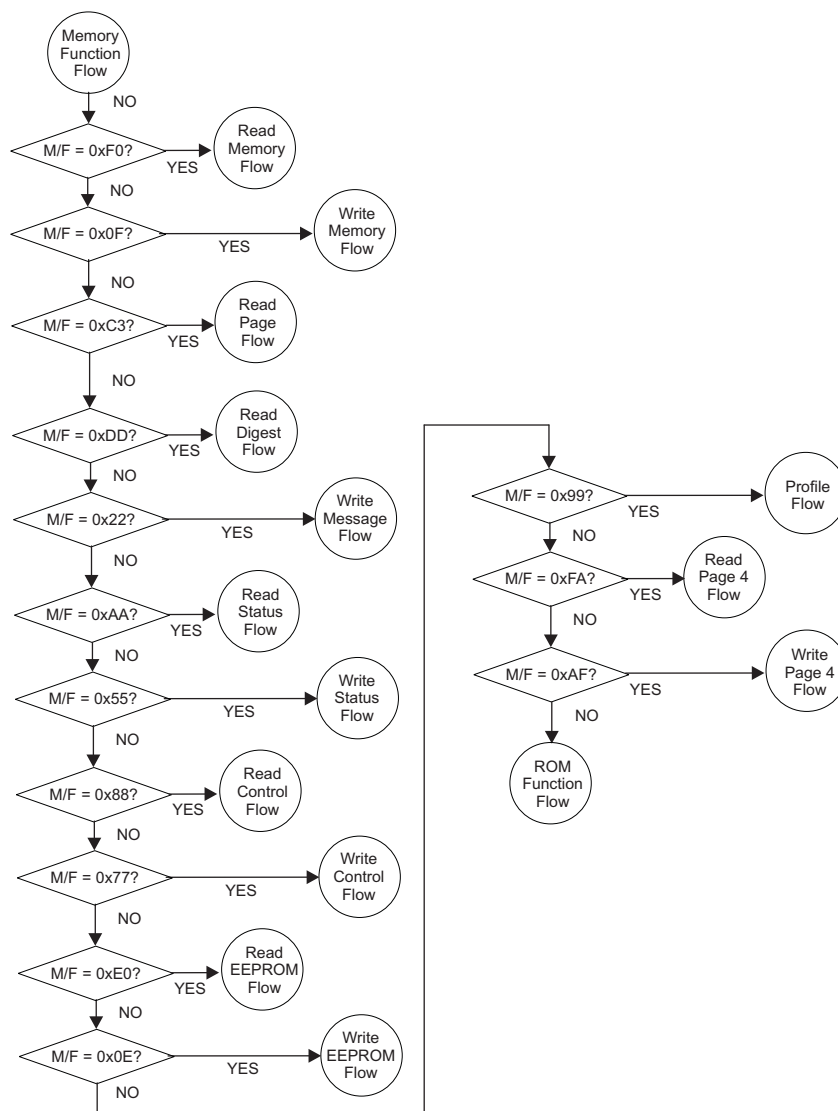 Memory
Function
Flow
NO
M/F = 0xF0?
YES
Read
Memory
Flow
NO
M/F = 0x0F?
YES
Write
Memory
Flow
NO
M/F = 0xC3?
YES
Read
Page
Flow
NO
M/F = 0xDD?
YES
Read
Digest
Flow
NO
M/F = 0x22?
YES
Write
Message
Flow
NO
M/F = 0xAA?
YES
Read
Status
Flow
NO
M/F = 0x55?
YES
Write
Status
Flow
NO
M/F = 0x88?
YES
Read
Control
Flow
NO
M/F = 0x77?
YES
Write
Control
Flow
NO
M/F = 0xE0?
YES
Read
EEPROM
Flow
NO
M/F = 0x0E?
YES
Write
EEPROM
Flow
NO
M/F = 0x99?
YES
Profile
Flow
NO
M/F = 0xFA?
YES
Read
Page 4
Flow
NO
M/F = 0xAF?
YES
Write
Page 4
Flow
NO
ROM
Function
Flow